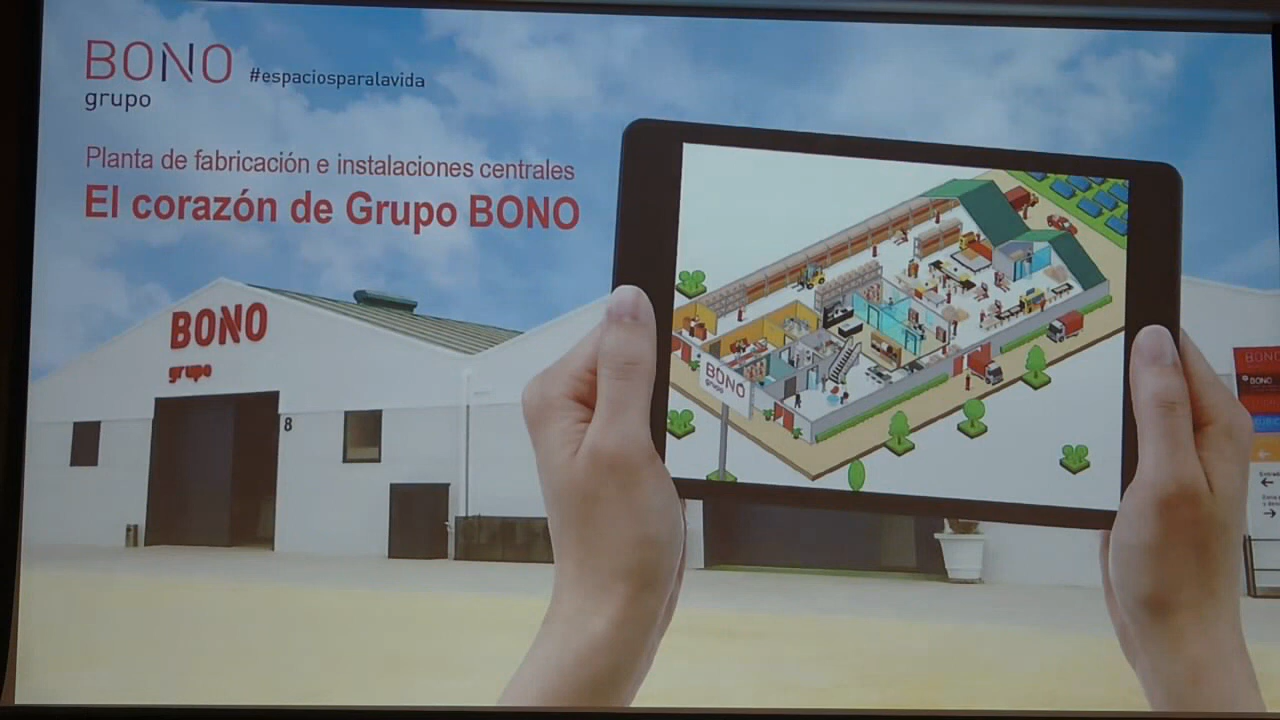 BONO #espaciosparalavida
grupo
Planta de fabricación e instalaciones centrales
El corazón de Grupo BONO
BONO
grupo
8
BONO
grupo
BONO
BONO